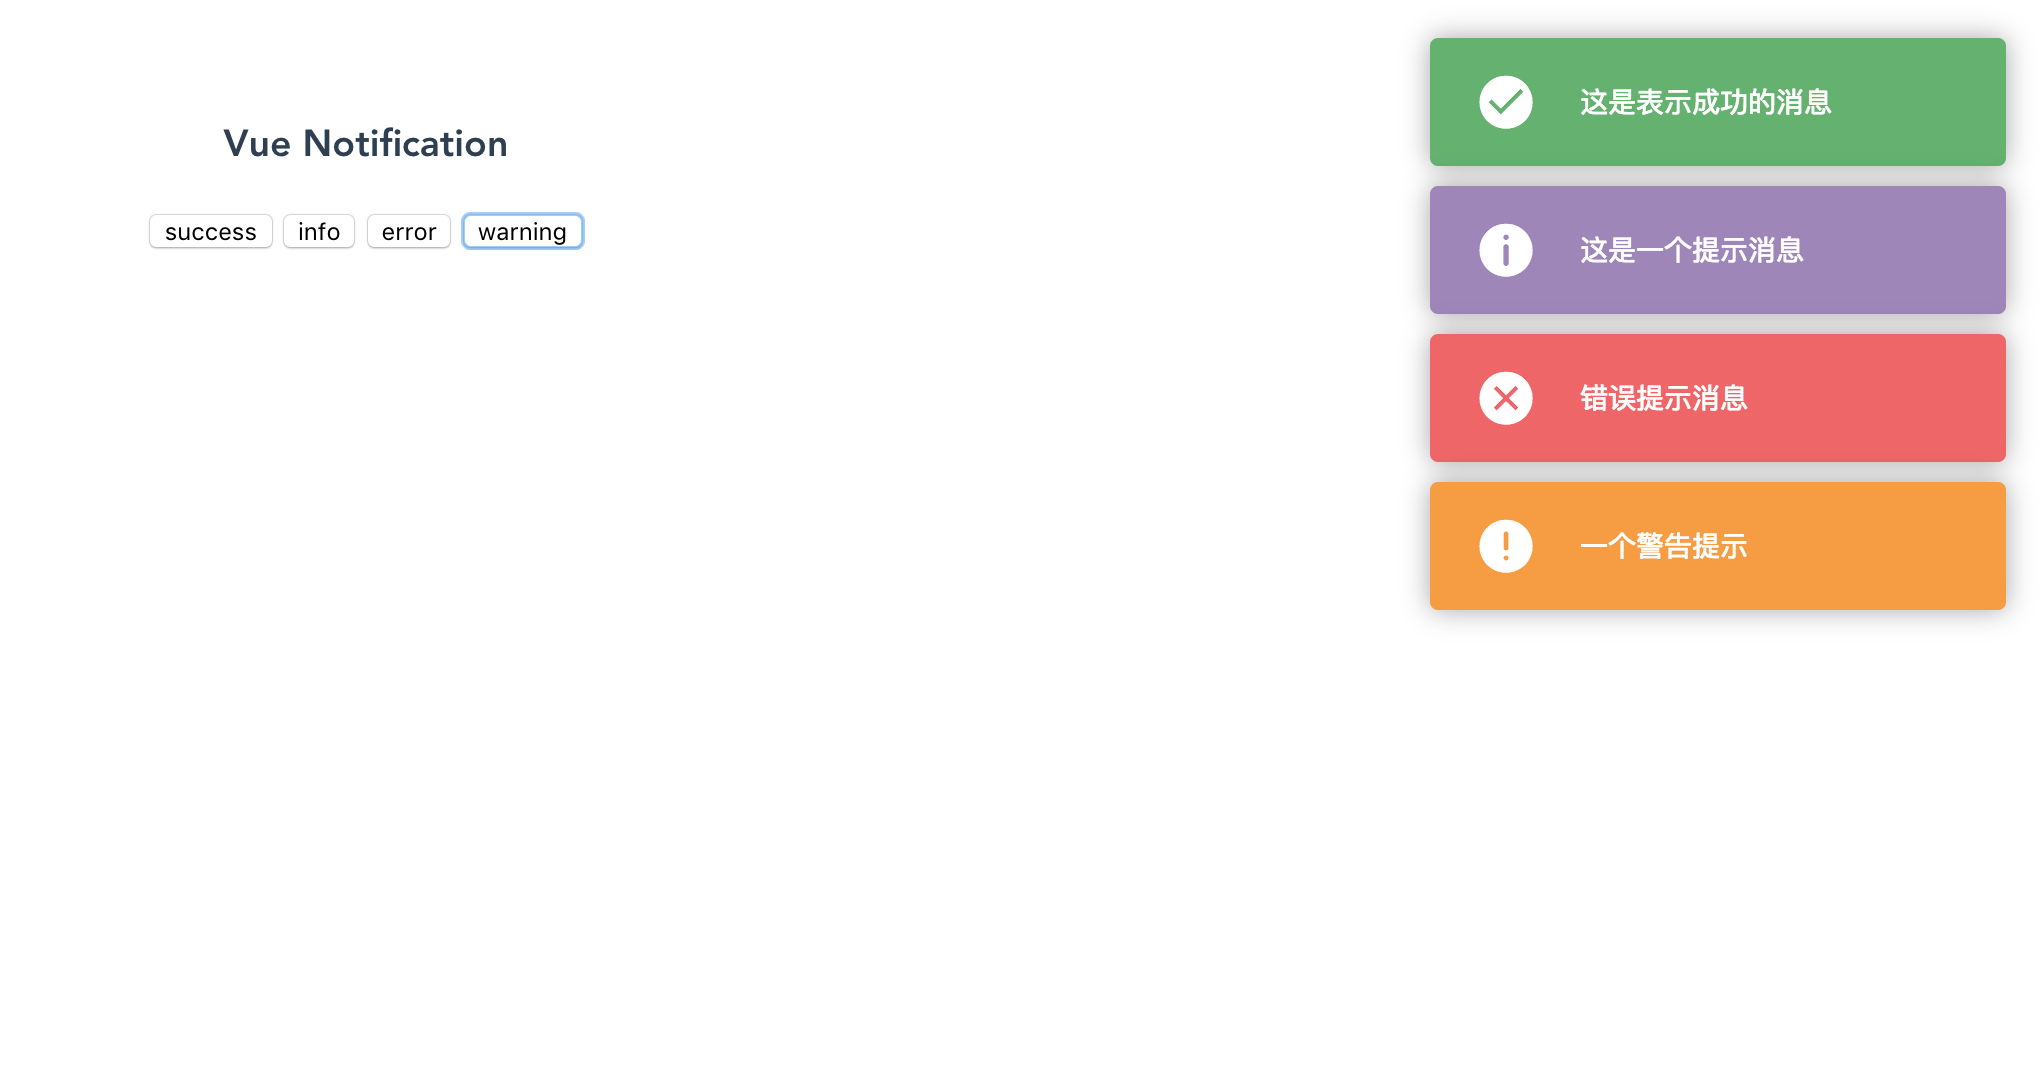 Vue Notification
success info error warning
这是表示成功的消息
这是一个提示消息
错误提示消息
一个警告提示